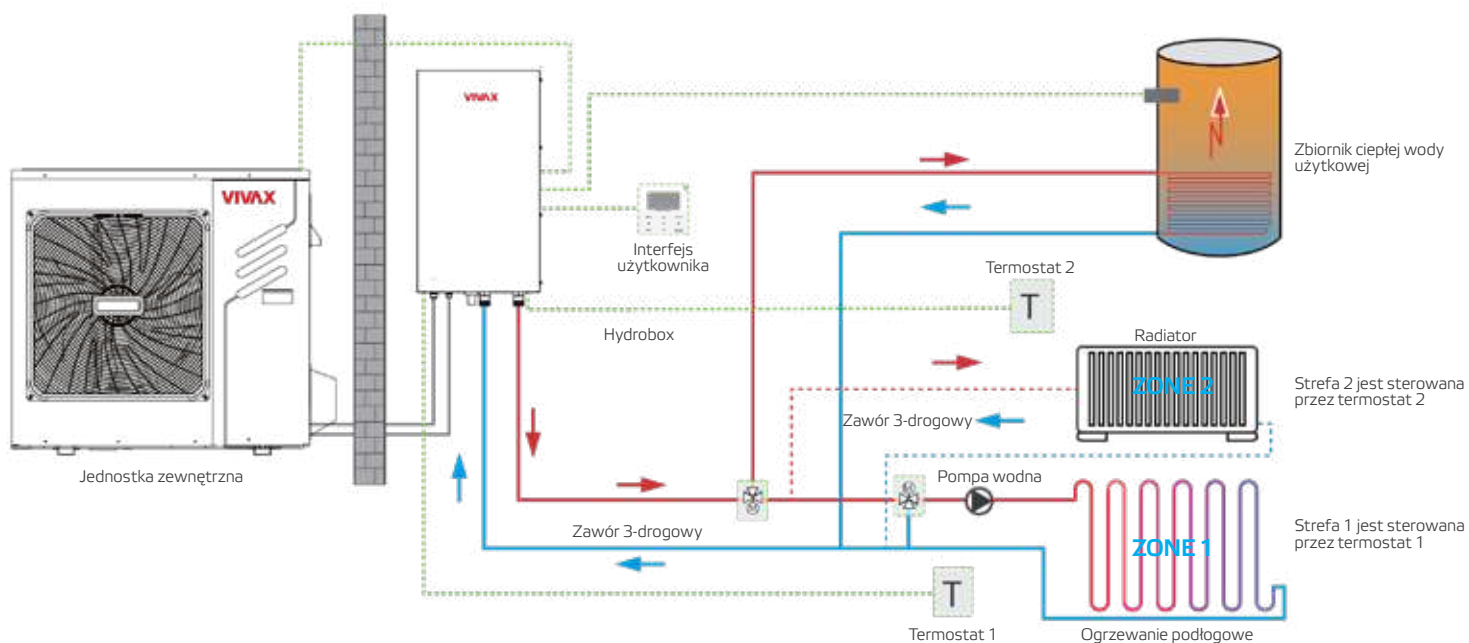 VIVAX
VIVAX
Jednostka zewnętrzna
Interfejs
użytkownika
Hydrobox
Zbiornik ciepłej wody
użytkowej
Termostat 2
T
Radiator
ZONE 2
Strefa 2 jest sterowana
przez termostat 2
Zawór 3-drogowy
Pompa wodna
Zawór 3-drogowy
ZONE 1
Strefa 1 jest sterowana
przez termostat 1
T
Termostat 1
Ogrzewanie podłogowe